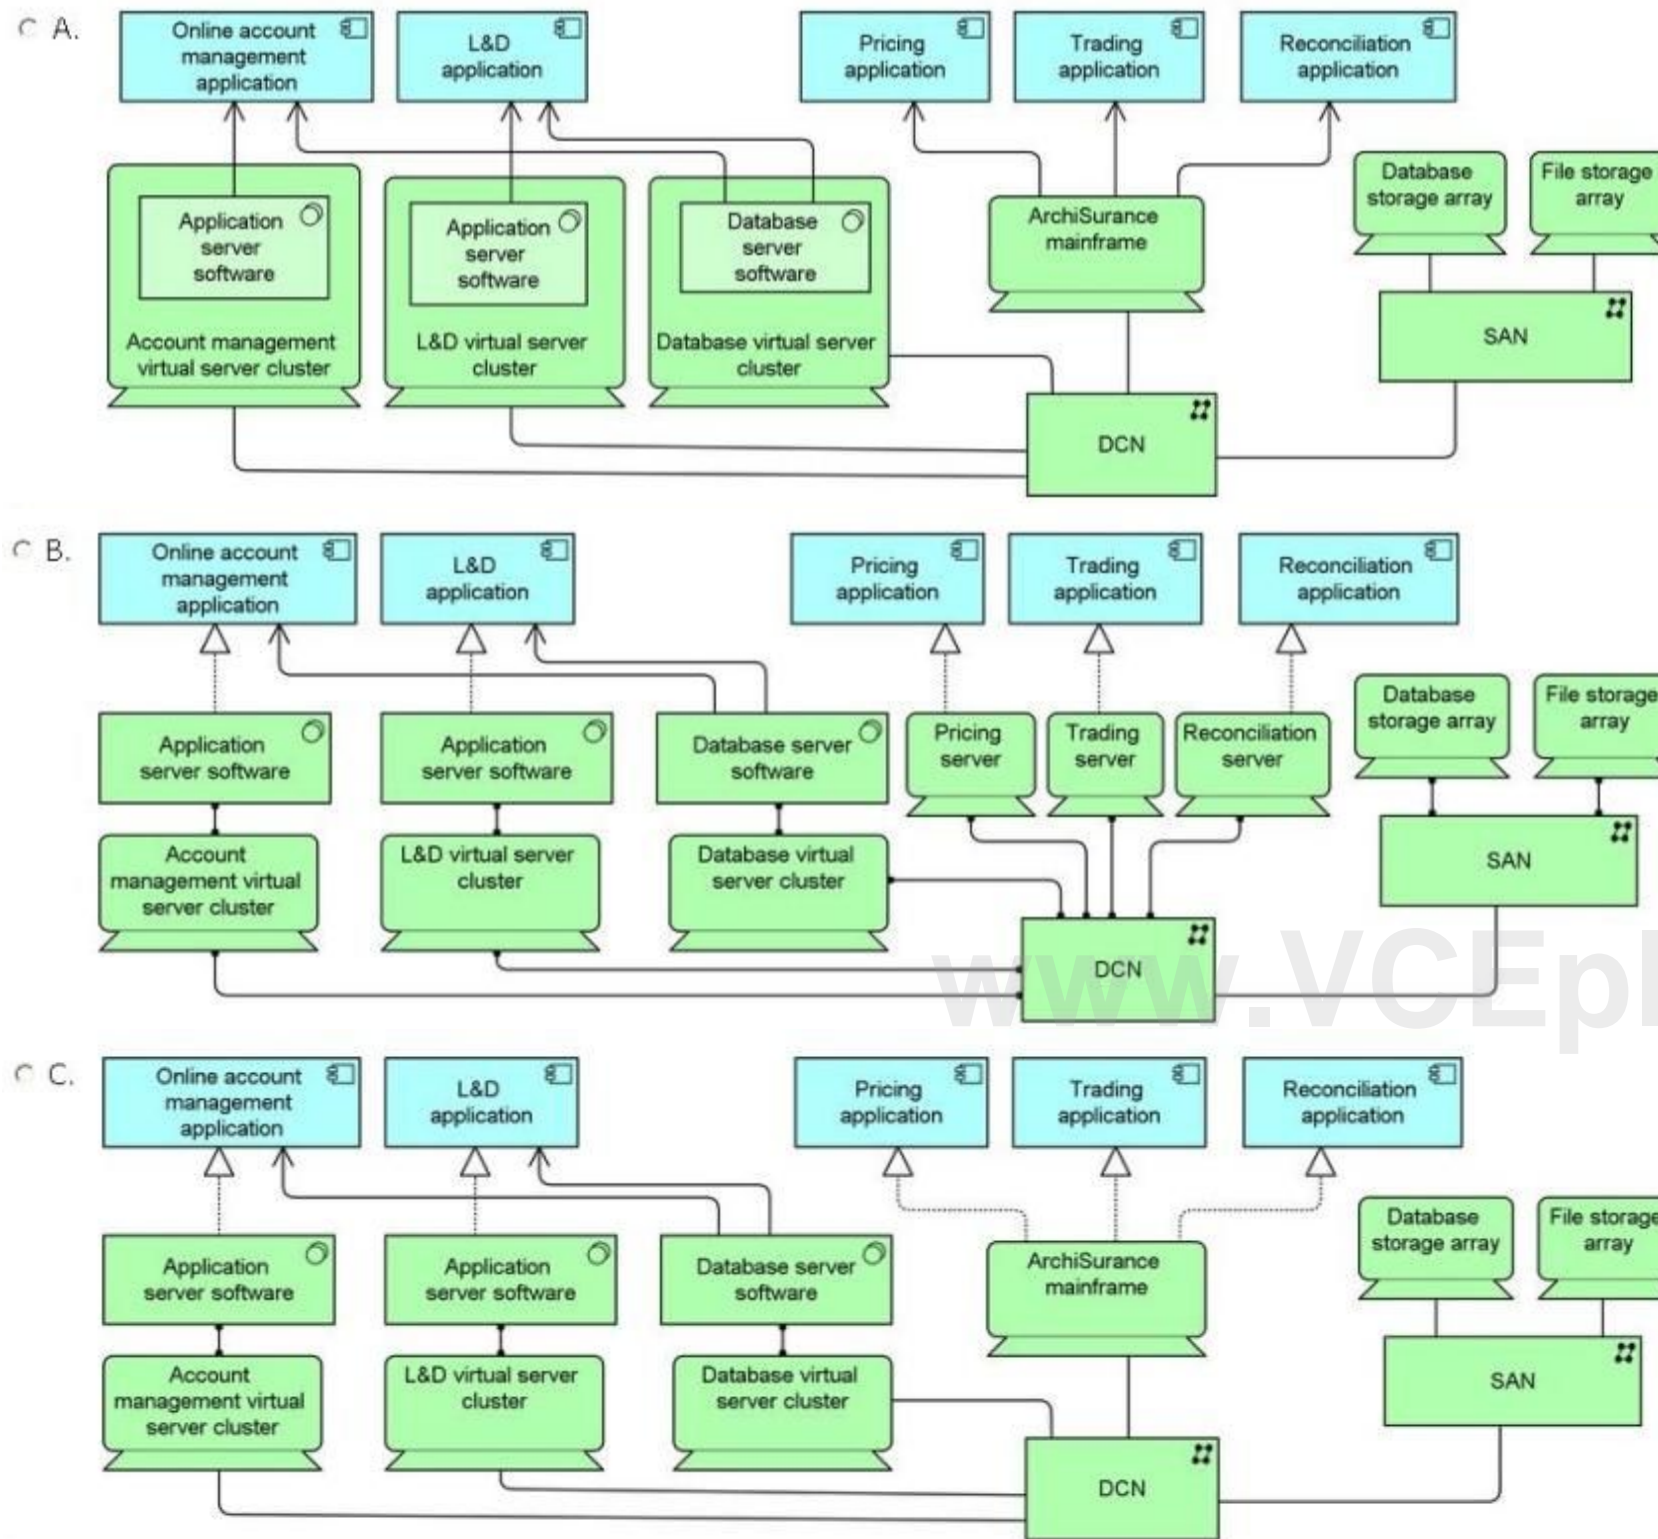 A.
Online account
management
application
L&D
application
Pricing
application
Trading
application
Reconciliation
application
Application
server
software
Account management
virtual server cluster
Application
server
software
L&D virtual server
cluster
Database
server
software
Database virtual server
cluster
ArchiSurance
mainframe
Database
storage array
File storage
array
SAN
DCN
B.
Online account
management
application
L&D
application
Pricing
application
Trading
application
Reconciliation
application
Application
server software
Application
server software
Database server
software
Pricing
server
Trading
server
Reconciliation
server
Database
storage array
File storage
array
Account
management virtual
server cluster
L&D virtual server
cluster
Database virtual
server cluster
SAN
DCN
www.VCEpl
C.
Online account
management
application
L&D
application
Pricing
application
Trading
application
Reconciliation
application
Application
server software
Application
server software
Database server
software
ArchiSurance
mainframe
Database
storage array
File storage
array
Account
management virtual
server cluster
L&D virtual server
cluster
Database virtual
server cluster
SAN
DCN